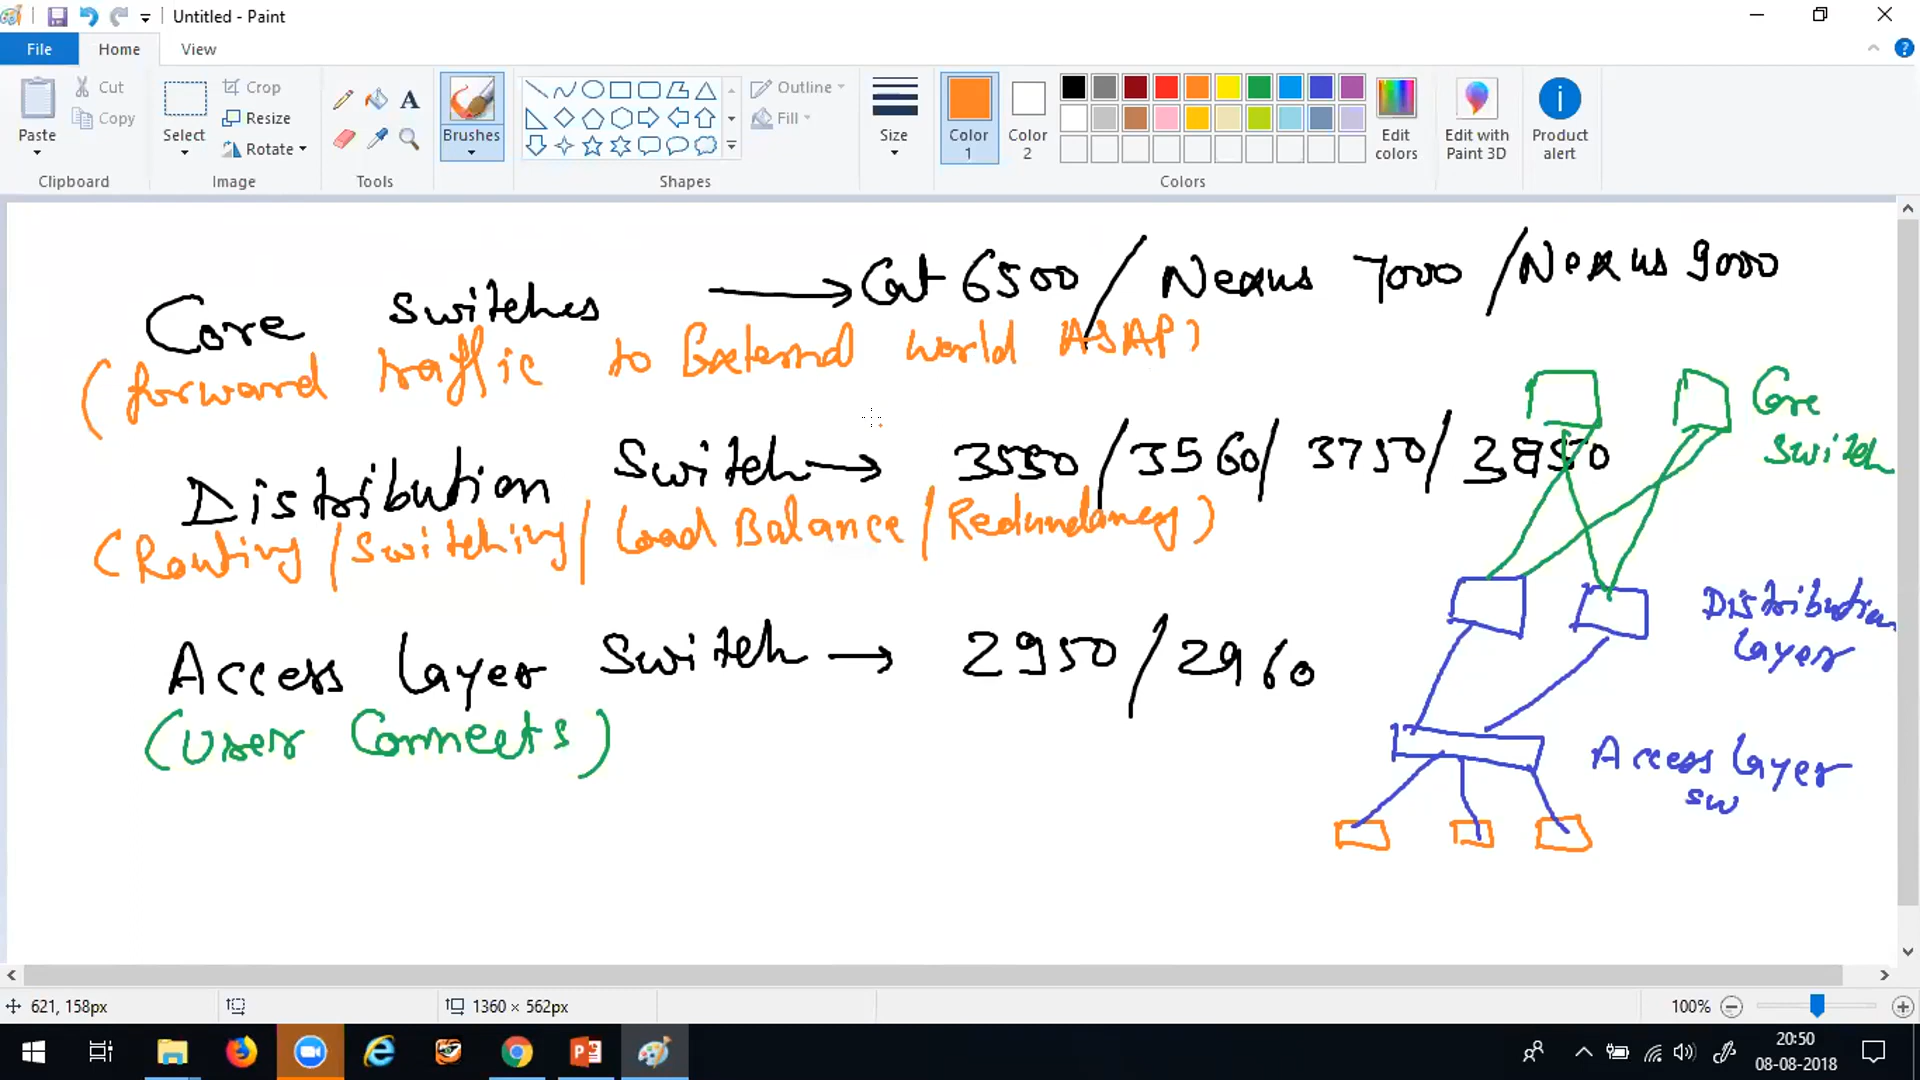 Untitled - Paint
File Home View
Paste
Cut
Copy
Clipboard
Select
Crop
Resize
Rotate
Image
Tools
Brushes
Shapes
Outline
Fill
Size
Color 1
Color 2
Edit colors
Colors
Edit with Paint 3D
Product alert
Core switches → Cat 6500 / Nexus 7000 / Nexus 9000
(forward traffic to External world ASAP)
Distribution Switch → 3550 / 3560 / 3750 / 3850
(Routing / Switching / Load Balance / Redundancy)
Access Layer Switch → 2950 / 2960
(User Connects)
Core
Switch
Distribution
Layer
Access Layer
SW
621, 158px
1360 × 562px
100%
20:50
08-08-2018